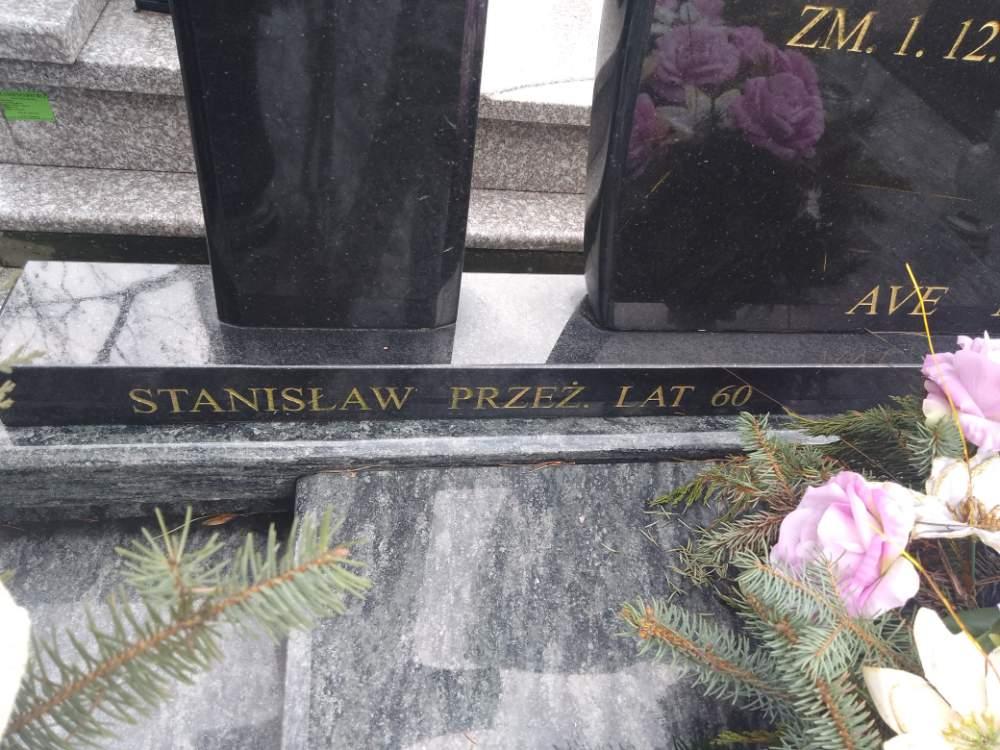 ZM. 1. 12.
AVE
STANISŁAW PRZEŻ. LAT 60